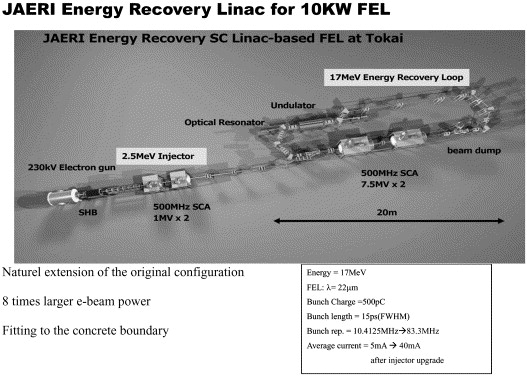 JAERI Energy Recovery Linac for 10KW FEL
JAERI Energy Recovery SC Linac-based FEL at Tokai
17MeV Energy Recovery Loop
Undulator
Optical Resonator
2.5MeV Injector
230kV Electron gun
beam dump
500MHz SCA
7.5MV x 2
SHB
500MHz SCA
1MV x 2
20m
Naturel extension of the original configuration
8 times larger e-beam power
Fitting to the concrete boundary
Energy = 17MeV
FEL: λ= 22μm
Bunch Charge =500pC
Bunch length = 15ps(FWHM)
Bunch rep. = 10.4125MHz→83.3MHz
Average current = 5mA → 40mA
after injector upgrade